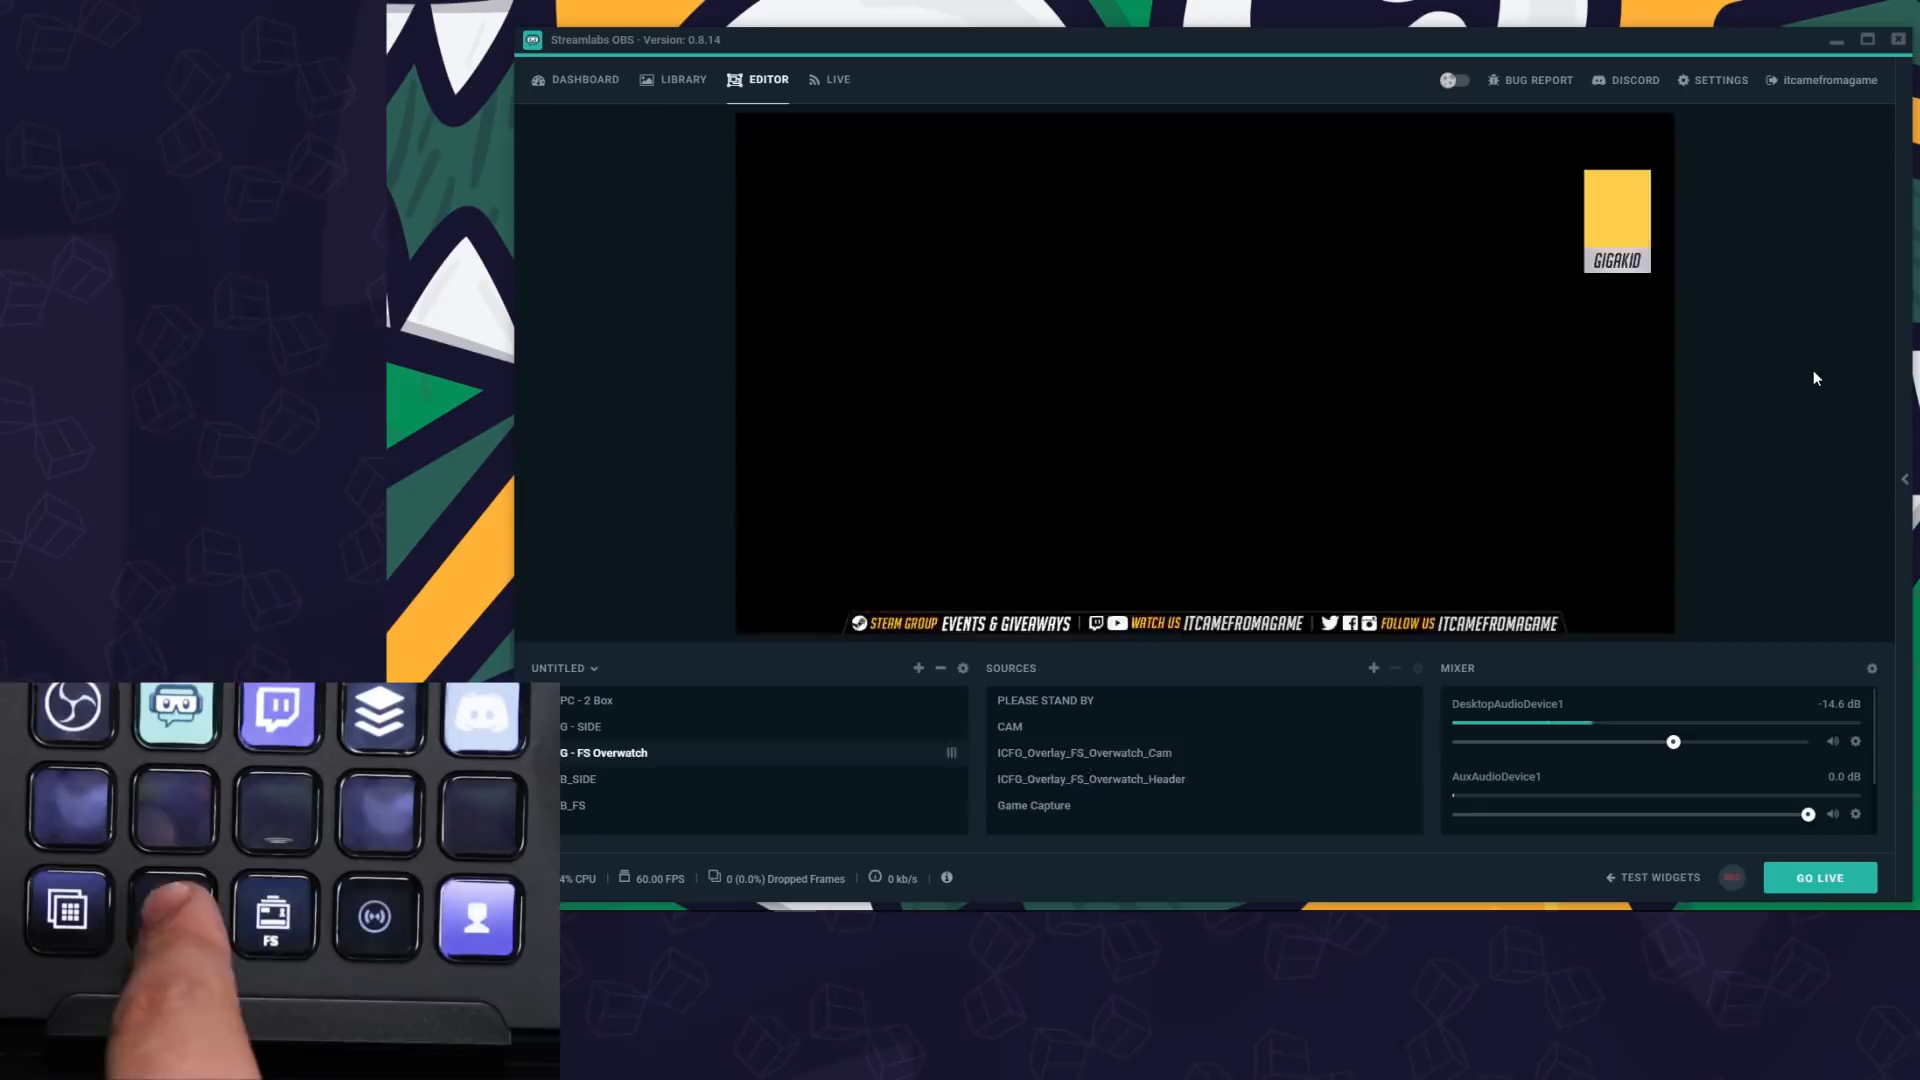 Streamlabs OBS - Version: 0.8.14
DASHBOARD LIBRARY EDITOR LIVE
BUG REPORT DISCORD SETTINGS itcamefromagame
GIGAKID
STEAM GROUP EVENTS & GIVEAWAYS | WATCH US ITCAMEFROMAGAME | FOLLOW US ITCAMEFROMAGAME
UNTITLED
PC - 2 Box
G - SIDE
G - FS Overwatch
B_SIDE
B_FS
SOURCES
PLEASE STAND BY
CAM
ICFG_Overlay_FS_Overwatch_Cam
ICFG_Overlay_FS_Overwatch_Header
Game Capture
MIXER
DesktopAudioDevice1 -14.6 dB
AuxAudioDevice1 0.0 dB
4% CPU | 60.00 FPS | 0 (0.0%) Dropped Frames | 0 kb/s |
TEST WIDGETS REC GO LIVE
FS